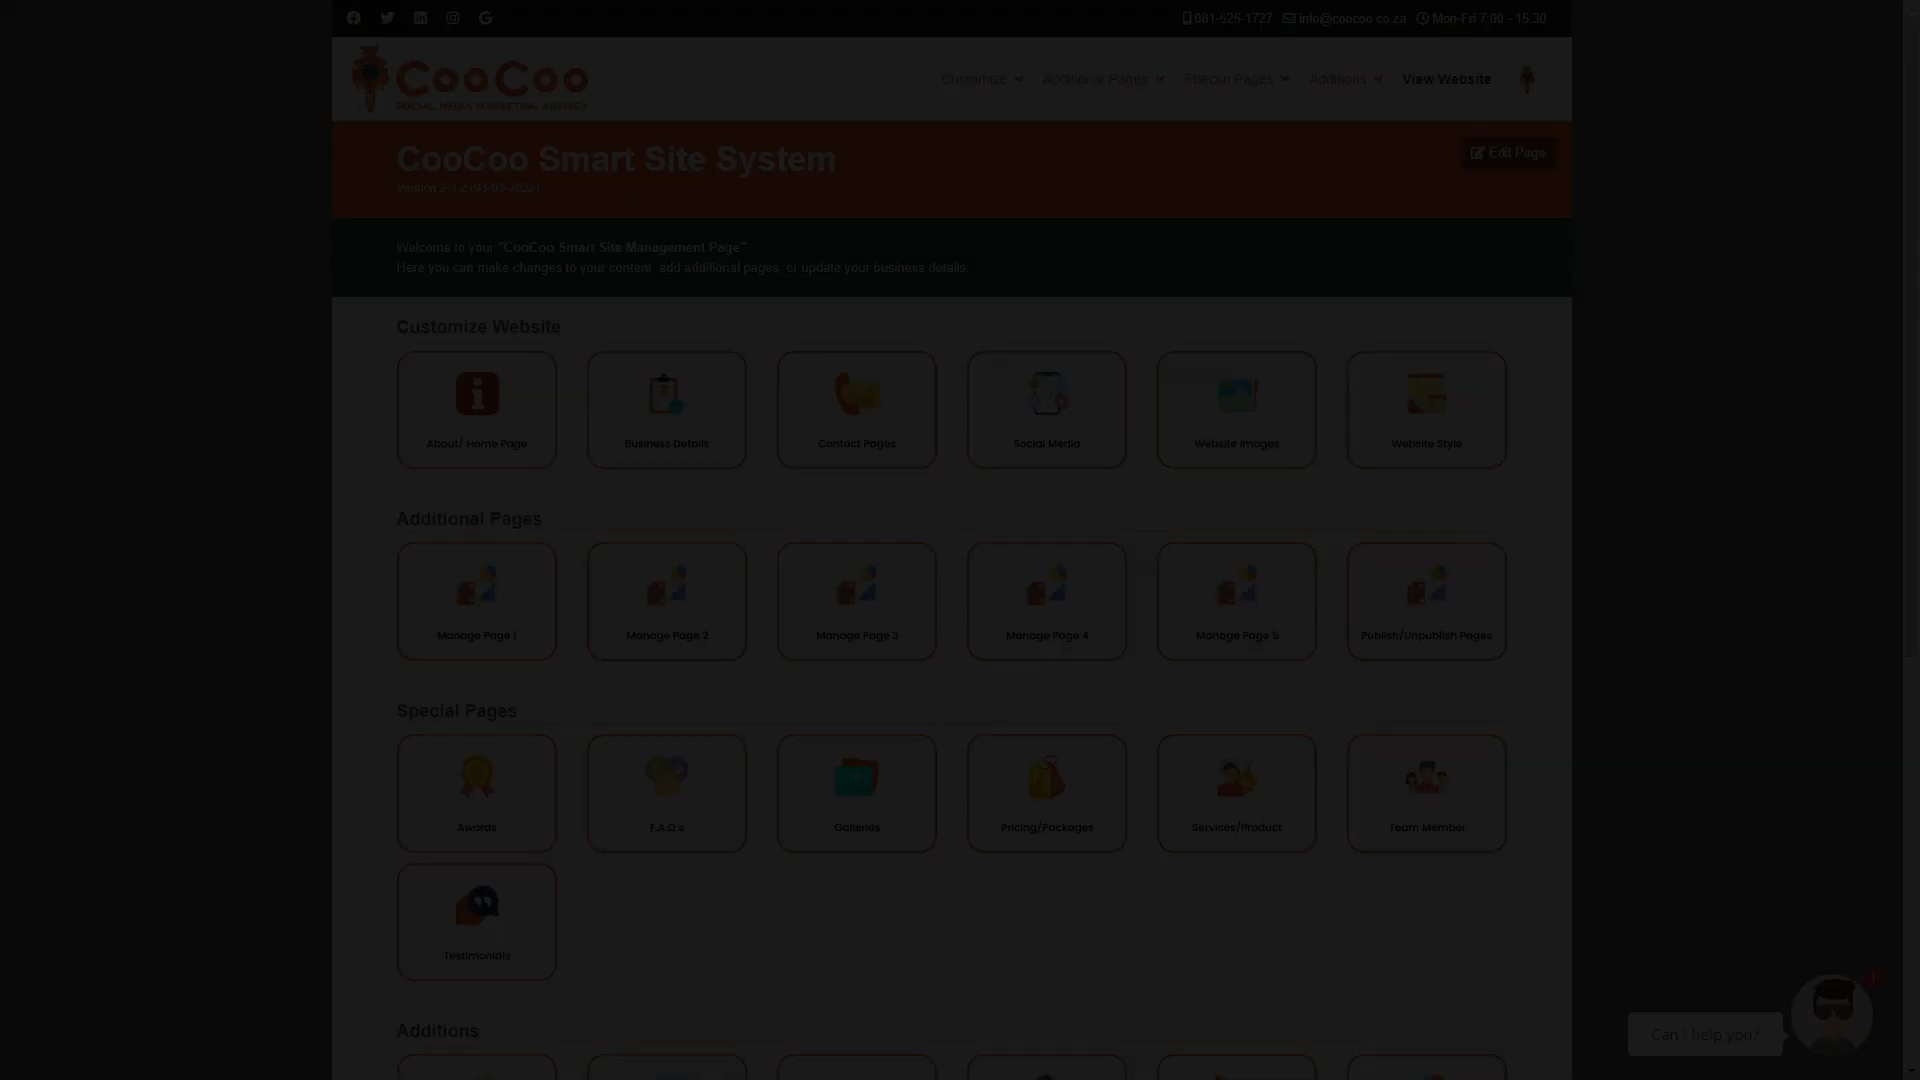 081-525-1727 info@coocoo.co.za Mon-Fri 7:00 - 15:30
CooCoo
SOCIAL MEDIA MARKETING AGENCY
Customize Additional Pages Special Pages Additions View Website
CooCoo Smart Site System
Edit Page
Version
Welcome to your "CooCoo Smart Site Management Page".
Here you can make changes to your content, add additional pages, or update your business details.
Customize Website
About/ Home Page
Business Details
Contact Pages
Social Media
Website Images
Website Style
Additional Pages
Manage Page 1
Manage Page 2
Manage Page 3
Manage Page 4
Manage Page 5
Publish/Unpublish Pages
Special Pages
Awards
F.A.Q's
Galleries
Pricing/Packages
Services/Product
Team Member
Testimonials
1
Can I help you?
Additions